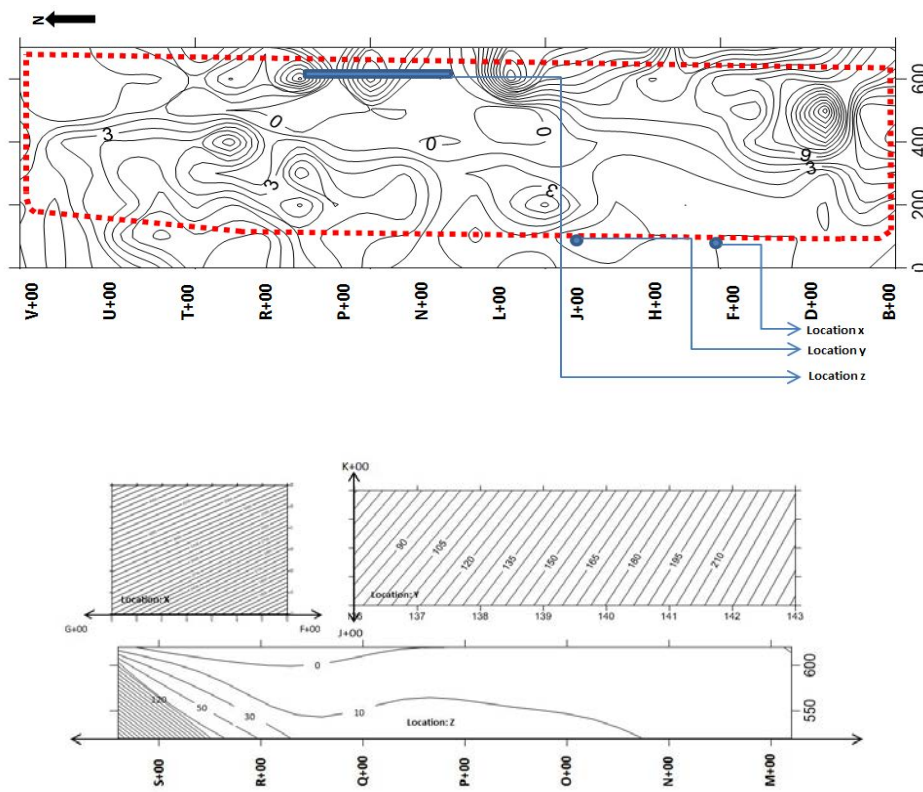 N
600
400
200
0
3
0
0
0
3
3
9
3
V+00
U+00
T+00
R+00
P+00
N+00
L+00
J+00
H+00
F+00
D+00
B+00
Location x
Location y
Location z
K+00
90
105
120
135
150
165
180
195
210
Location: X
Location: Y
G+00
F+00
J+00
137
138
139
140
141
142
143
0
120
50
30
10
Location: Z
600
550
S+00
R+00
Q+00
P+00
O+00
N+00
M+00